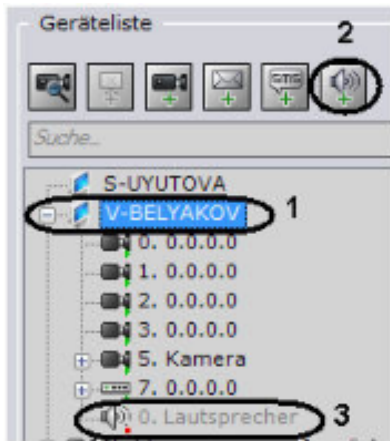 Geräteliste
2
SMS
Suche...
S-UYUTOVA
V-BELYAKOV 1
0. 0.0.0.0
1. 0.0.0.0
2. 0.0.0.0
3. 0.0.0.0
5. Kamera
7. 0.0.0.0
0. Lautsprecher 3